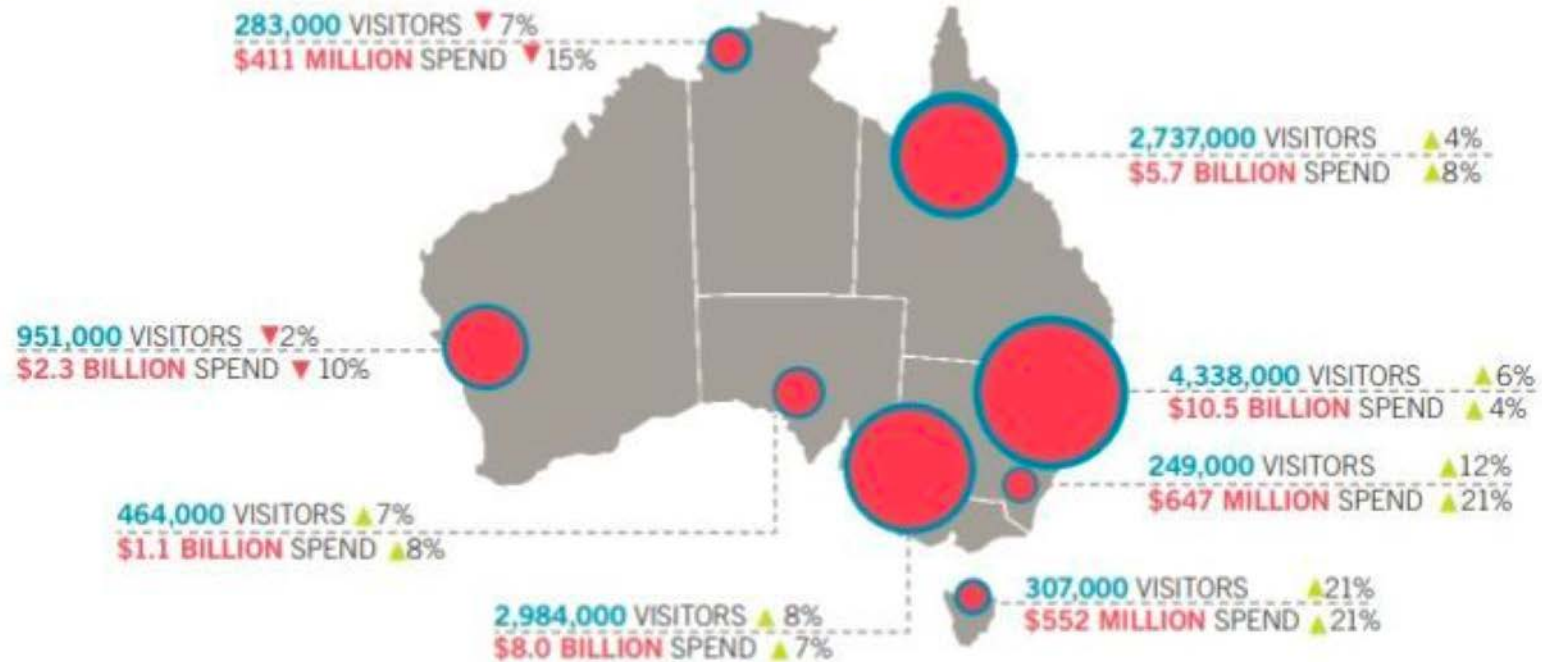 283,000 VISITORS ▼ 7%
$411 MILLION SPEND ▼ 15%
2,737,000 VISITORS ▲ 4%
$5.7 BILLION SPEND ▲ 8%
951,000 VISITORS ▼ 2%
$2.3 BILLION SPEND ▼ 10%
4,338,000 VISITORS ▲ 6%
$10.5 BILLION SPEND ▲ 4%
249,000 VISITORS ▲ 12%
$647 MILLION SPEND ▲ 21%
464,000 VISITORS ▲ 7%
$1.1 BILLION SPEND ▲ 8%
307,000 VISITORS ▲ 21%
$552 MILLION SPEND ▲ 21%
2,984,000 VISITORS ▲ 8%
$8.0 BILLION SPEND ▲ 7%